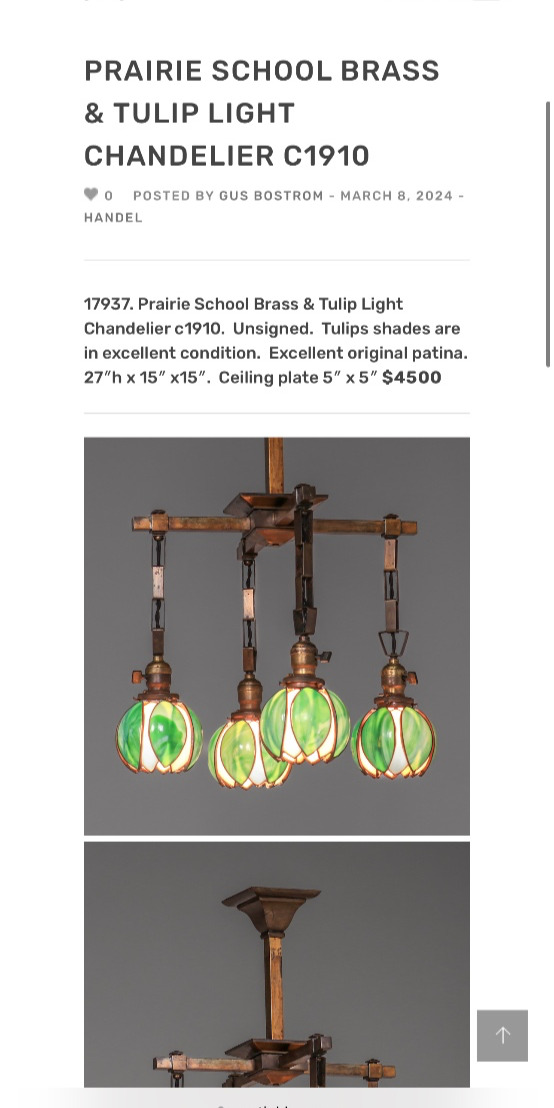 PRAIRIE SCHOOL BRASS
& TULIP LIGHT
CHANDELIER C1910
0 POSTED BY GUS BOSTROM - MARCH 8, 2024 -
HANDEL
17937. Prairie School Brass & Tulip Light
Chandelier c1910.  Unsigned.  Tulips shades are
in excellent condition.  Excellent original patina.
27″h x 15″ x15″.  Ceiling plate 5″ x 5″ $4500